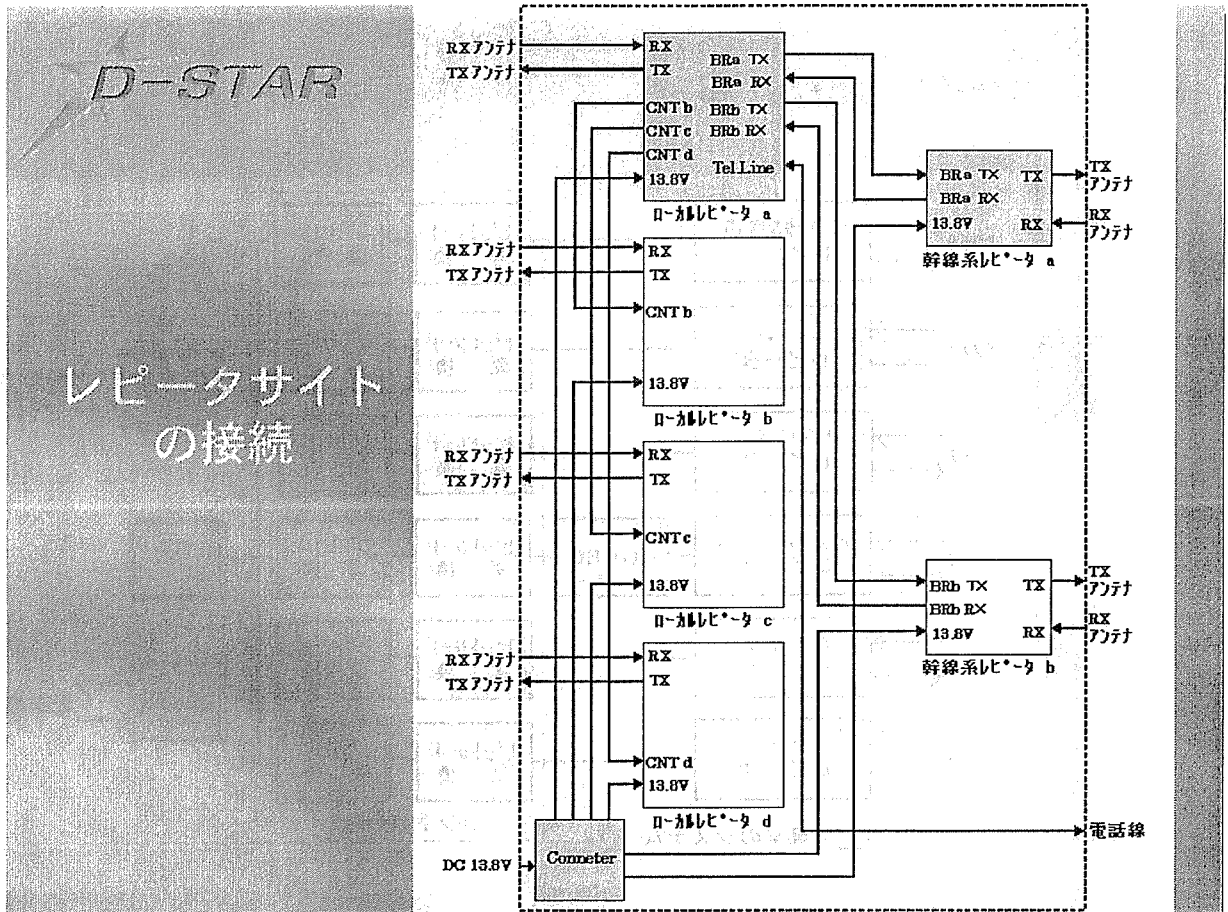 D-STAR
レピータサイト
の接続
RXアンテナ
TXアンテナ
RX
TX
CNT b
CNT c
CNT d
13.8V
BRa TX
BRa RX
BRb TX
BRb RX
Tel.Line
ローカルレピータ a
RXアンテナ
TXアンテナ
RX
TX
CNT b
13.8V
ローカルレピータ b
RXアンテナ
TXアンテナ
RX
TX
CNT c
13.8V
ローカルレピータ c
RXアンテナ
TXアンテナ
RX
TX
CNT d
13.8V
ローカルレピータ d
DC 13.8V
Conneter
BRa TX
BRa RX
13.8V
TX
RX
TX
アンテナ
RX
アンテナ
幹線系レピータ a
BRb TX
BRb RX
13.8V
TX
RX
TX
アンテナ
RX
アンテナ
幹線系レピータ b
電話線